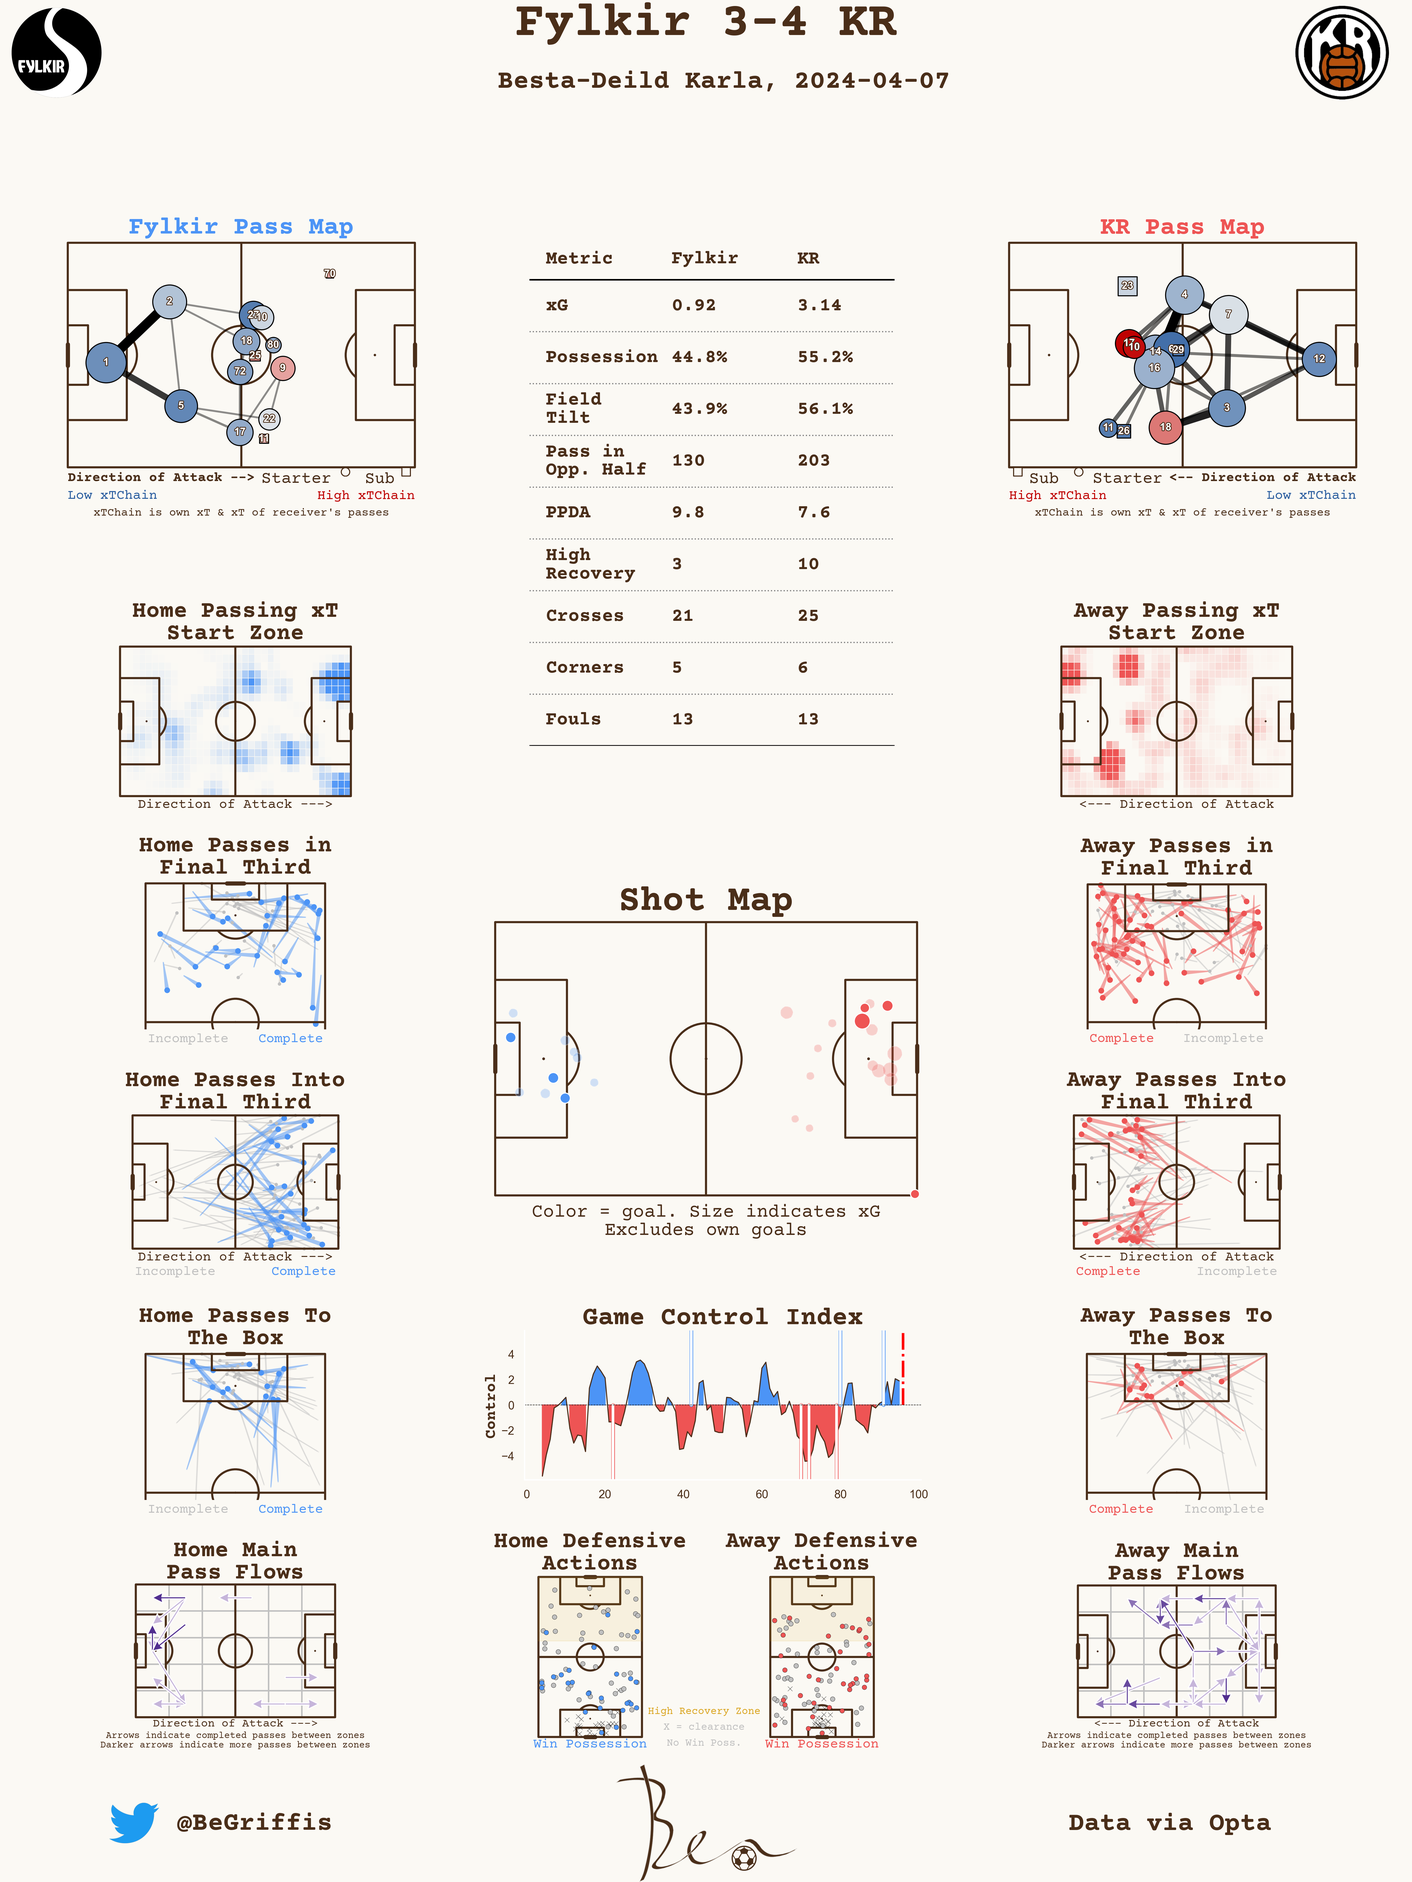 Fylkir 3-4 KR
Besta-Deild Karla, 2024-04-07
FYLKIR
KR
Fylkir Pass Map
2
1
5
27
10
18
80
25
72
9
22
17
11
70
Direction of Attack --> Starter Sub
Low xTChain High xTChain
xTChain is own xT & xT of receiver's passes
Metric Fylkir KR
xG 0.92 3.14
Possession 44.8% 55.2%
Field
Tilt 43.9% 56.1%
Pass in
Opp. Half 130 203
PPDA 9.8 7.6
High
Recovery 3 10
Crosses 21 25
Corners 5 6
Fouls 13 13
KR Pass Map
23
4
7
17
10
14
6
29
16
12
3
11
26
18
Sub Starter <-- Direction of Attack
High xTChain Low xTChain
xTChain is own xT & xT of receiver's passes
Home Passing xT
Start Zone
Direction of Attack --->
Away Passing xT
Start Zone
<--- Direction of Attack
Home Passes in
Final Third
Incomplete Complete
Away Passes in
Final Third
Complete Incomplete
Shot Map
Color = goal. Size indicates xG
Excludes own goals
Home Passes Into
Final Third
Direction of Attack --->
Incomplete Complete
Away Passes Into
Final Third
<--- Direction of Attack
Complete Incomplete
Home Passes To
The Box
Incomplete Complete
Game Control Index
Control
4
2
0
−2
−4
0 20 40 60 80 100
Away Passes To
The Box
Complete Incomplete
Home Main
Pass Flows
Direction of Attack --->
Arrows indicate completed passes between zones
Darker arrows indicate more passes between zones
Home Defensive
Actions
Win Possession
High Recovery Zone
X = clearance
No Win Poss.
Away Defensive
Actions
Win Possession
Away Main
Pass Flows
<--- Direction of Attack
Arrows indicate completed passes between zones
Darker arrows indicate more passes between zones
@BeGriffis
Ben
Data via Opta